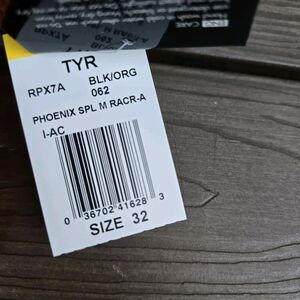 TYR
RPX7A BLK/ORG
062
PHOENIX SPL M RACR-A
I-AC
0 36702 41628 3
SIZE 32